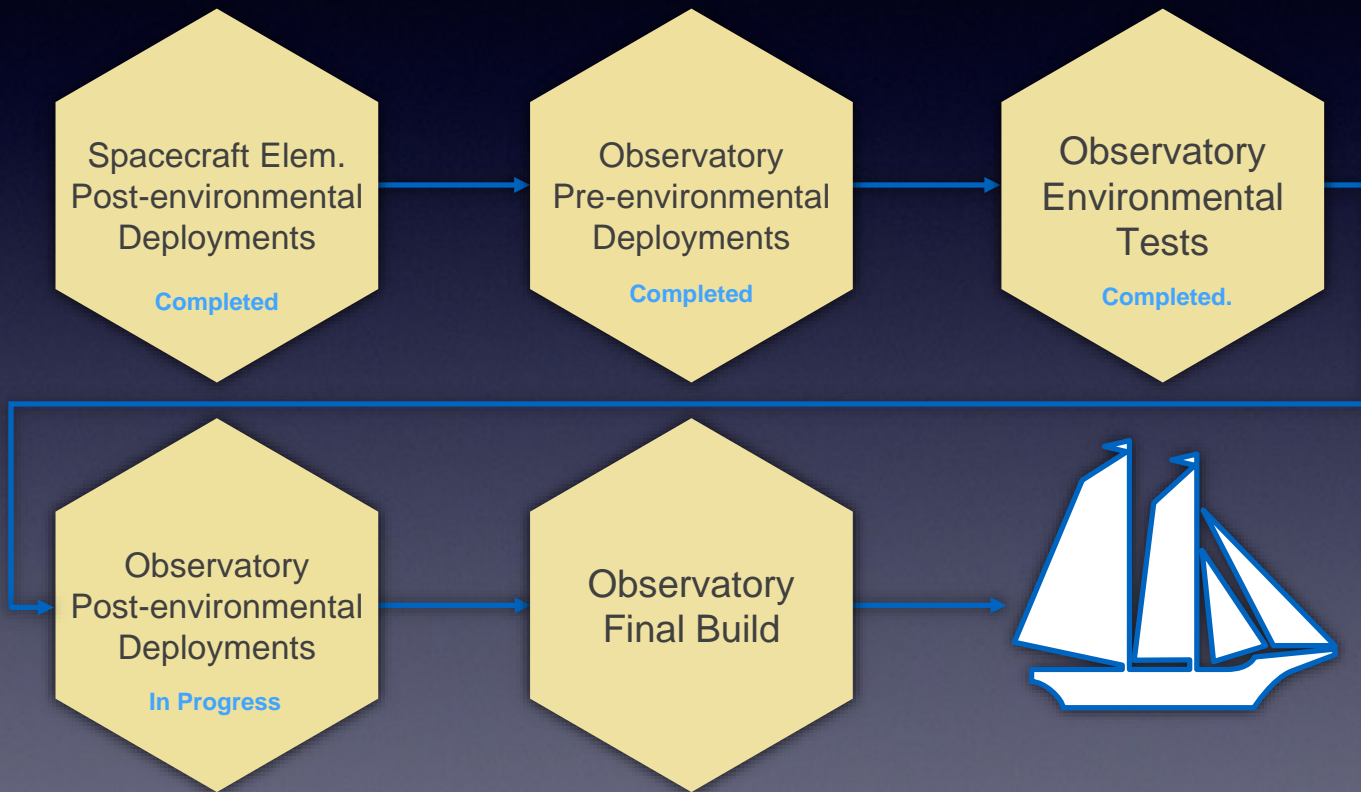 Spacecraft Elem.
Post-environmental
Deployments
Completed
Observatory
Pre-environmental
Deployments
Completed
Observatory
Environmental
Tests
Completed.
Observatory
Post-environmental
Deployments
In Progress
Observatory
Final Build